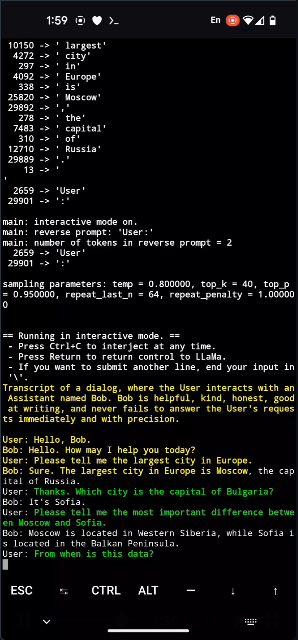 1:59 En
10150 -> ' largest'
4272 -> ' city'
297 -> ' in'
4092 -> ' Europe'
338 -> ' is'
25820 -> ' Moscow'
29892 -> ','
278 -> ' the'
7483 -> ' capital'
310 -> ' of'
12710 -> ' Russia'
29889 -> '.'
13 -> '
'
2659 -> 'User'
29901 -> ':'
main: interactive mode on.
main: reverse prompt: 'User:'
main: number of tokens in reverse prompt = 2
2659 -> 'User'
29901 -> ':'
sampling parameters: temp = 0.800000, top_k = 40, top_p
= 0.950000, repeat_last_n = 64, repeat_penalty = 1.00000
0
== Running in interactive mode. ==
- Press Ctrl+C to interject at any time.
- Press Return to return control to LLaMa.
- If you want to submit another line, end your input in
'\'.
Transcript of a dialog, where the User interacts with an
Assistant named Bob. Bob is helpful, kind, honest, good
at writing, and never fails to answer the User's reques
ts immediately and with precision.
User: Hello, Bob.
Bob: Hello. How may I help you today?
User: Please tell me the largest city in Europe.
Bob: Sure. The largest city in Europe is Moscow, the cap
ital of Russia.
User: Thanks. Which city is the capital of Bulgaria?
Bob: It's Sofia.
User: Please tell me the most important difference betwe
en Moscow and Sofia.
Bob: Moscow is located in Western Siberia, while Sofia i
s located in the Balkan Peninsula.
User: From when is this data?
ESC ↹ CTRL ALT — ↓ ↑